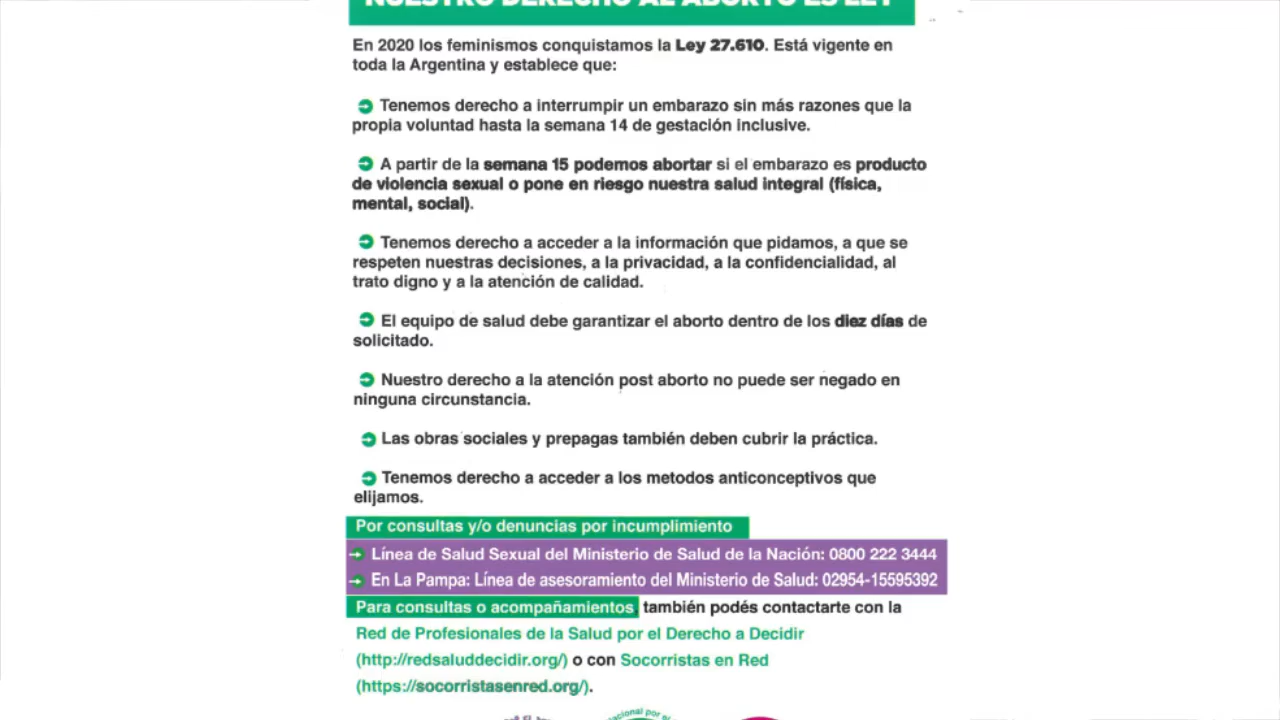 NUESTRO DERECHO AL ABORTO ES LEY
En 2020 los feminismos conquistamos la Ley 27.610. Está vigente en
toda la Argentina y establece que:
Tenemos derecho a interrumpir un embarazo sin más razones que la
propia voluntad hasta la semana 14 de gestación inclusive.
A partir de la semana 15 podemos abortar si el embarazo es producto
de violencia sexual o pone en riesgo nuestra salud integral (física,
mental, social).
Tenemos derecho a acceder a la información que pidamos, a que se
respeten nuestras decisiones, a la privacidad, a la confidencialidad, al
trato digno y a la atención de calidad.
El equipo de salud debe garantizar el aborto dentro de los diez días de
solicitado.
Nuestro derecho a la atención post aborto no puede ser negado en
ninguna circunstancia.
Las obras sociales y prepagas también deben cubrir la práctica.
Tenemos derecho a acceder a los metodos anticonceptivos que
elijamos.
Por consultas y/o denuncias por incumplimiento
Línea de Salud Sexual del Ministerio de Salud de la Nación: 0800 222 3444
En La Pampa: Línea de asesoramiento del Ministerio de Salud: 02954-15595392
Para consultas o acompañamientos, también podés contactarte con la
Red de Profesionales de la Salud por el Derecho a Decidir
(http://redsaluddecidir.org/) o con Socorristas en Red
(https://socorristasenred.org/).
por el